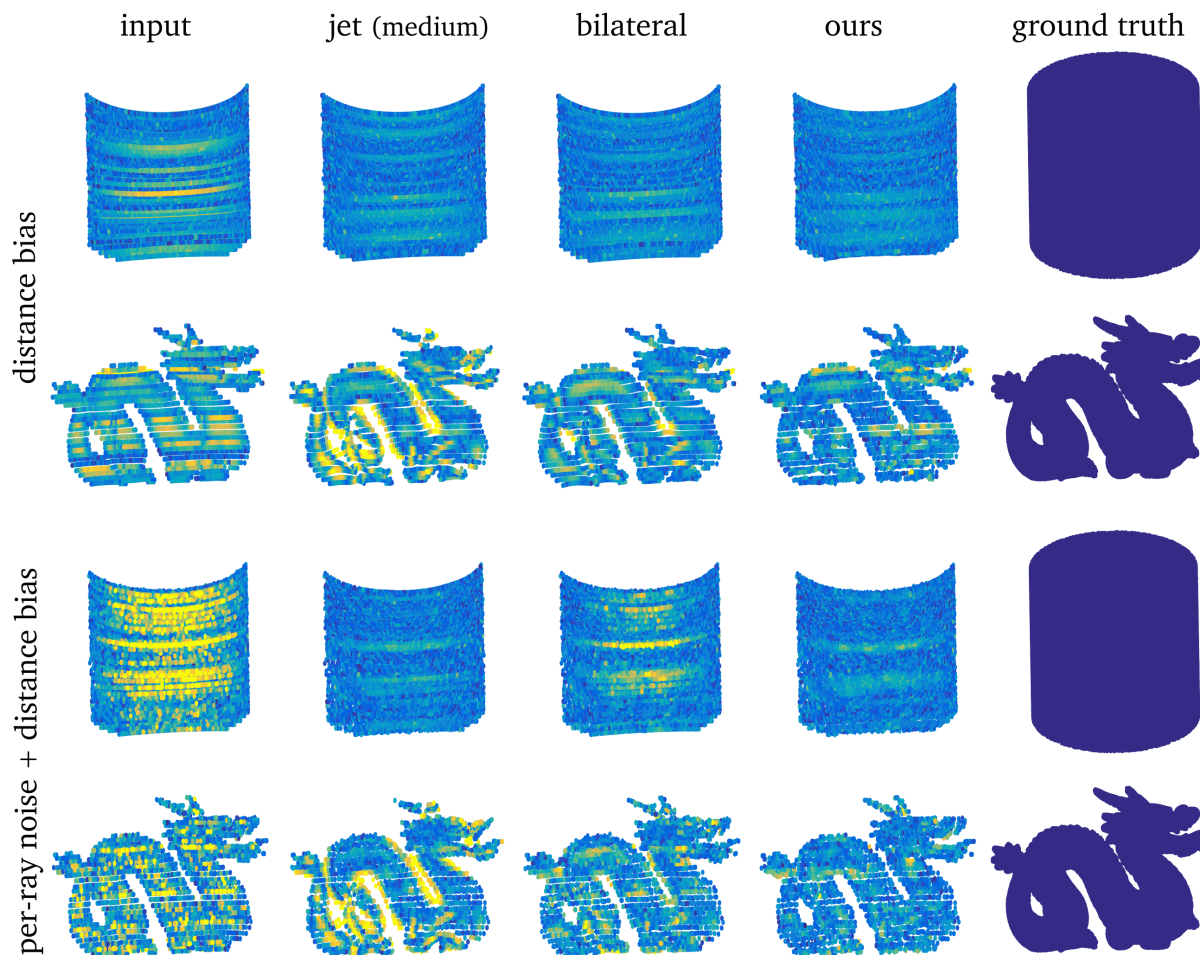 input
jet (medium)
bilateral
ours
ground truth
distance bias
per-ray noise + distance bias